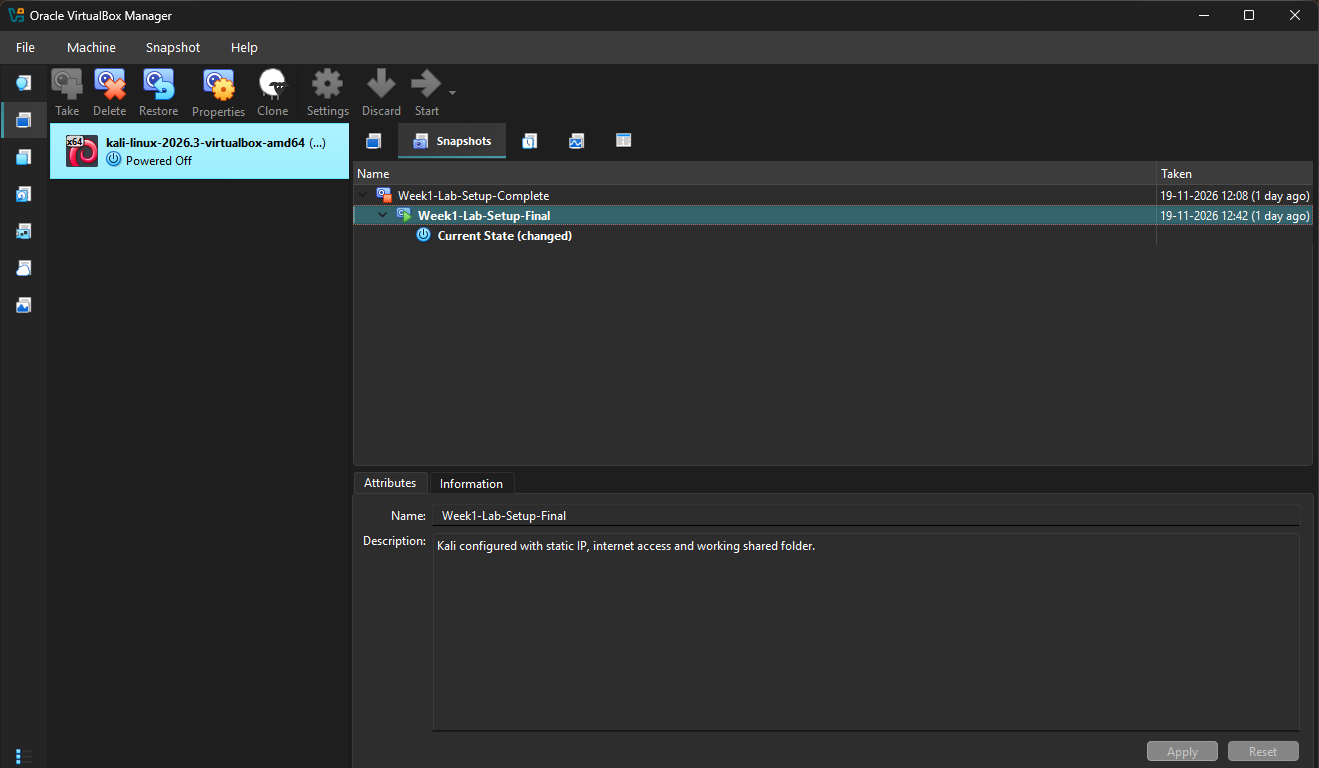 Oracle VirtualBox Manager
File Machine Snapshot Help
Take Delete Restore Properties Clone Settings Discard Start
x64
kali-linux-2026.3-virtualbox-amd64 (...)
Powered Off
Snapshots
Name Taken
Week1-Lab-Setup-Complete 19-11-2026 12:08 (1 day ago)
Week1-Lab-Setup-Final 19-11-2026 12:42 (1 day ago)
Current State (changed)
Attributes Information
Name: Week1-Lab-Setup-Final
Description: Kali configured with static IP, internet access and working shared folder.
Apply Reset